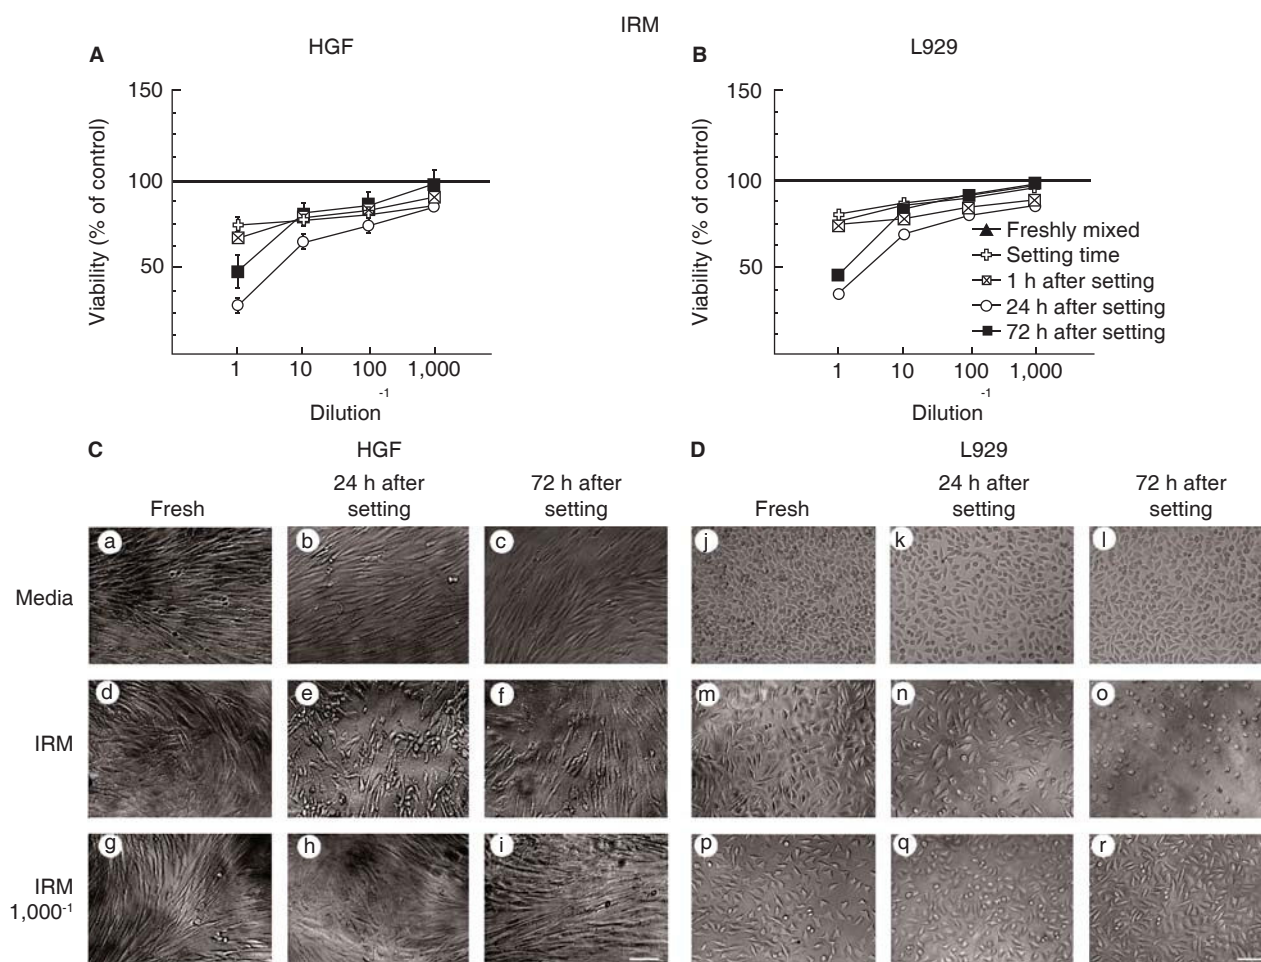 IRM
A
HGF
Viability (% of control)
150
100
50
1 10 100 1,000
Dilution-1
B
L929
Viability (% of control)
150
100
50
1 10 100 1,000
Dilution-1
Freshly mixed
Setting time
1 h after setting
24 h after setting
72 h after setting
C
HGF
Fresh
24 h after
setting
72 h after
setting
D
L929
Fresh
24 h after
setting
72 h after
setting
Media
a b c j k l
IRM
d e f m n o
IRM
1,000-1
g h i p q r